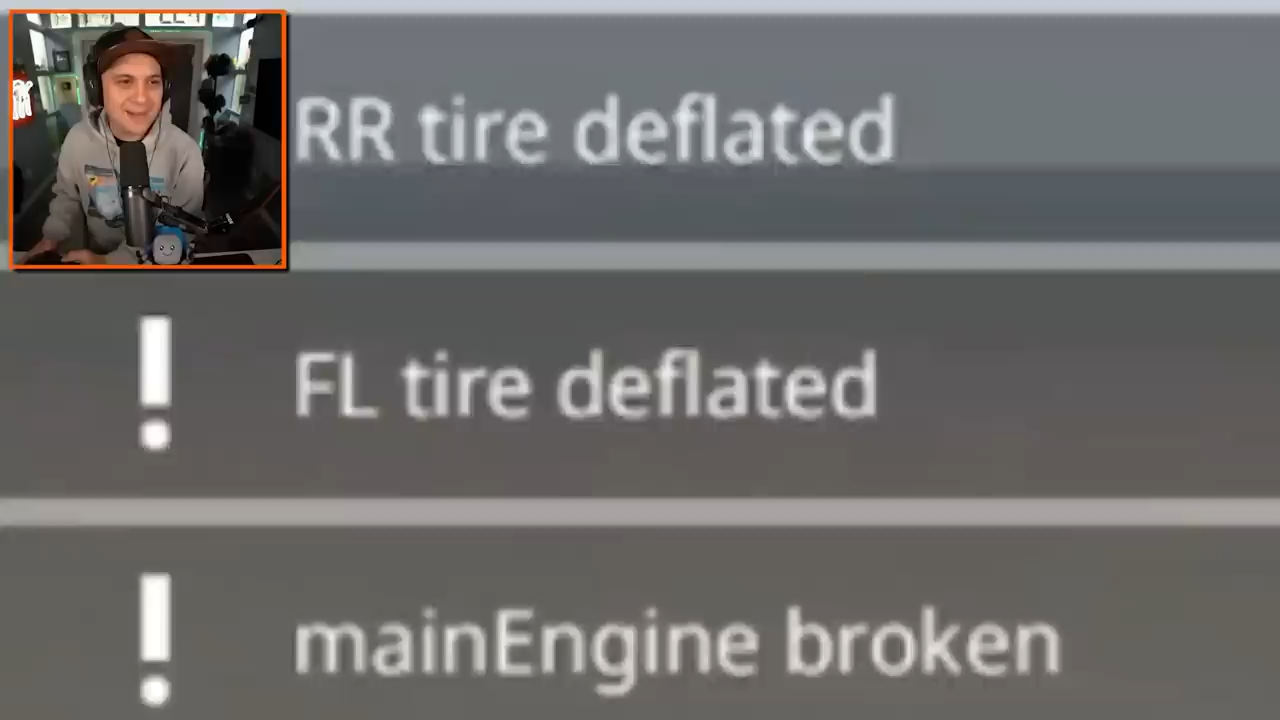 RR tire deflated
FL tire deflated
mainEngine broken